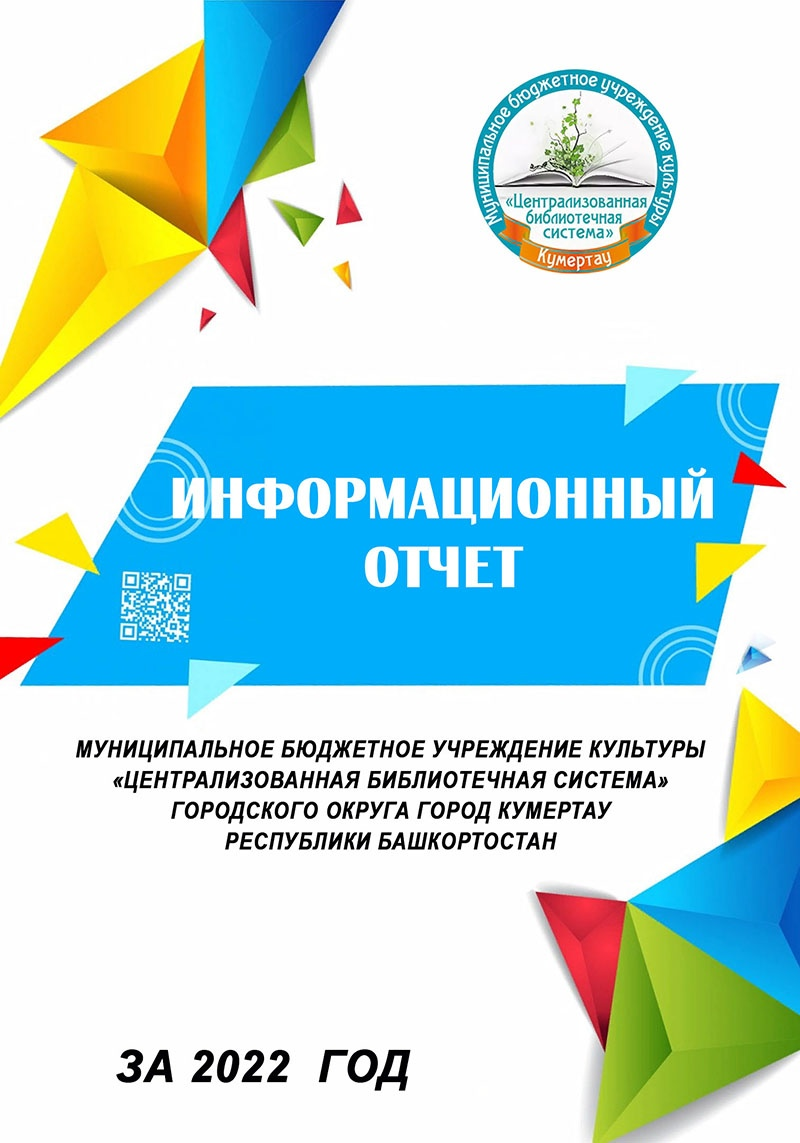 Муниципальное бюджетное учреждение культуры
«Централизованная
библиотечная
система»
Кумертау
ИНФОРМАЦИОННЫЙ
ОТЧЕТ
МУНИЦИПАЛЬНОЕ БЮДЖЕТНОЕ УЧРЕЖДЕНИЕ КУЛЬТУРЫ
«ЦЕНТРАЛИЗОВАННАЯ БИБЛИОТЕЧНАЯ СИСТЕМА»
ГОРОДСКОГО ОКРУГА ГОРОД КУМЕРТАУ
РЕСПУБЛИКИ БАШКОРТОСТАН
ЗА 2022 ГОД